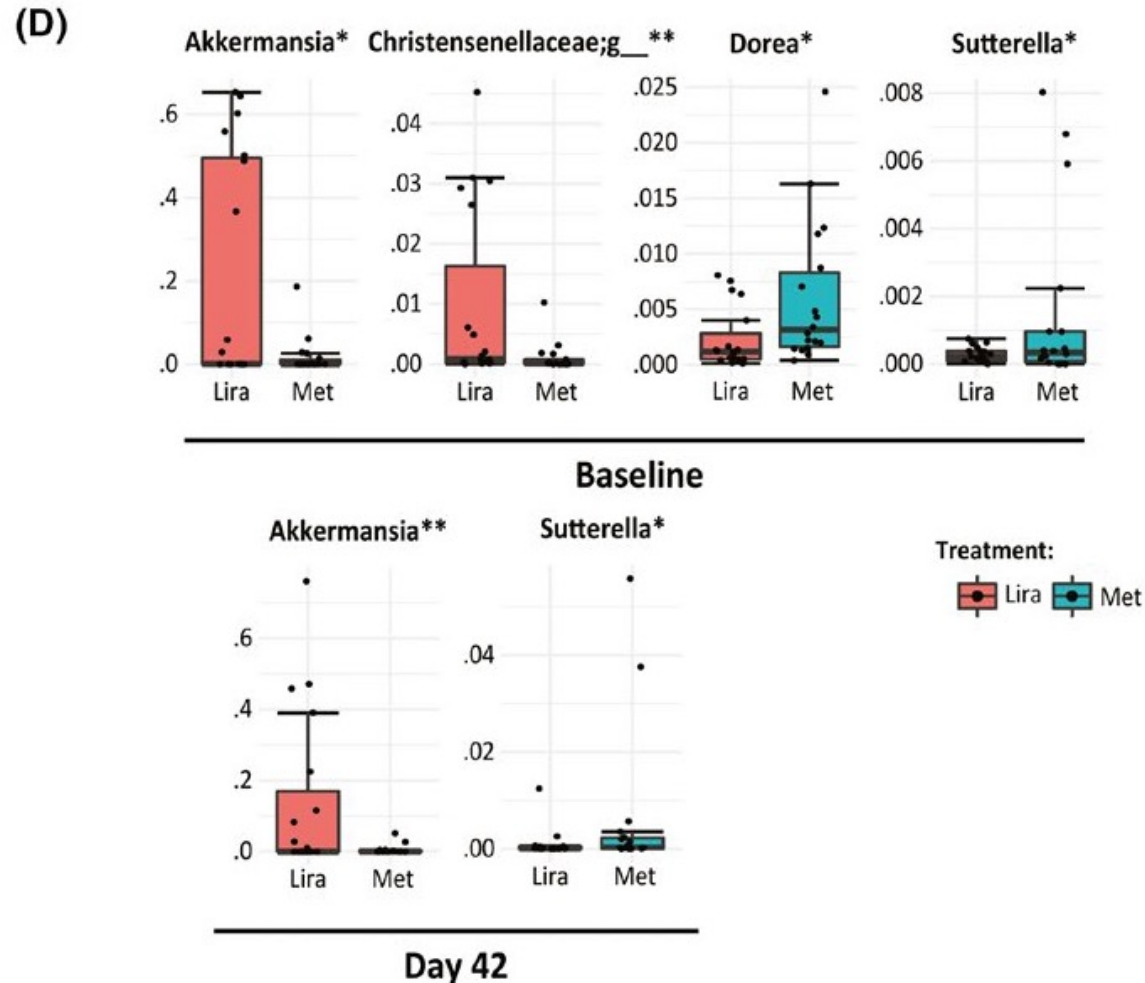 (D)
Akkermansia* Christensenellaceae;g__** Dorea* Sutterella*
.6
.4
.2
.0
Lira Met
.04
.03
.02
.01
.00
Lira Met
.025
.020
.015
.010
.005
.000
Lira Met
.008
.006
.004
.002
.000
Lira Met
Baseline
Akkermansia** Sutterella*
.6
.4
.2
.0
Lira Met
.04
.02
.00
Lira Met
Treatment:
Lira Met
Day 42